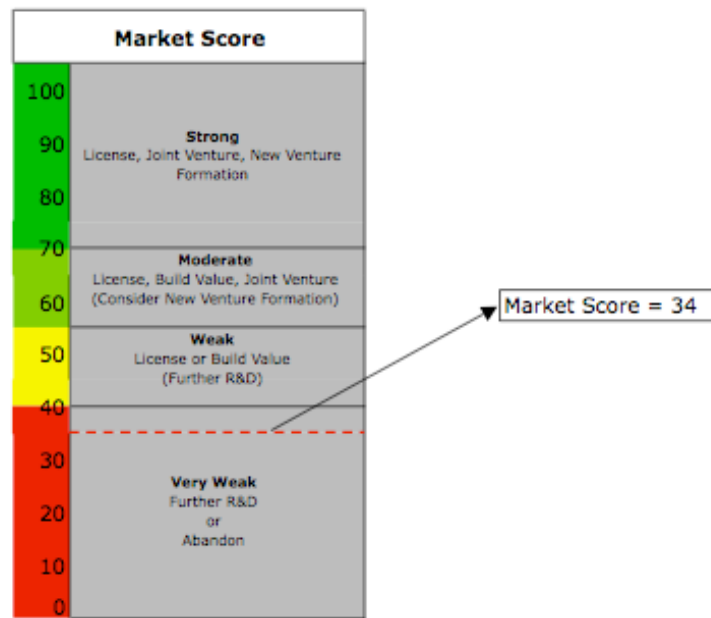 Market Score
100
90
80
70
60
50
40
30
20
10
0
Strong
License, Joint Venture, New Venture
Formation
Moderate
License, Build Value, Joint Venture
(Consider New Venture Formation)
Weak
License or Build Value
(Further R&D)
Very Weak
Further R&D
or
Abandon
Market Score = 34